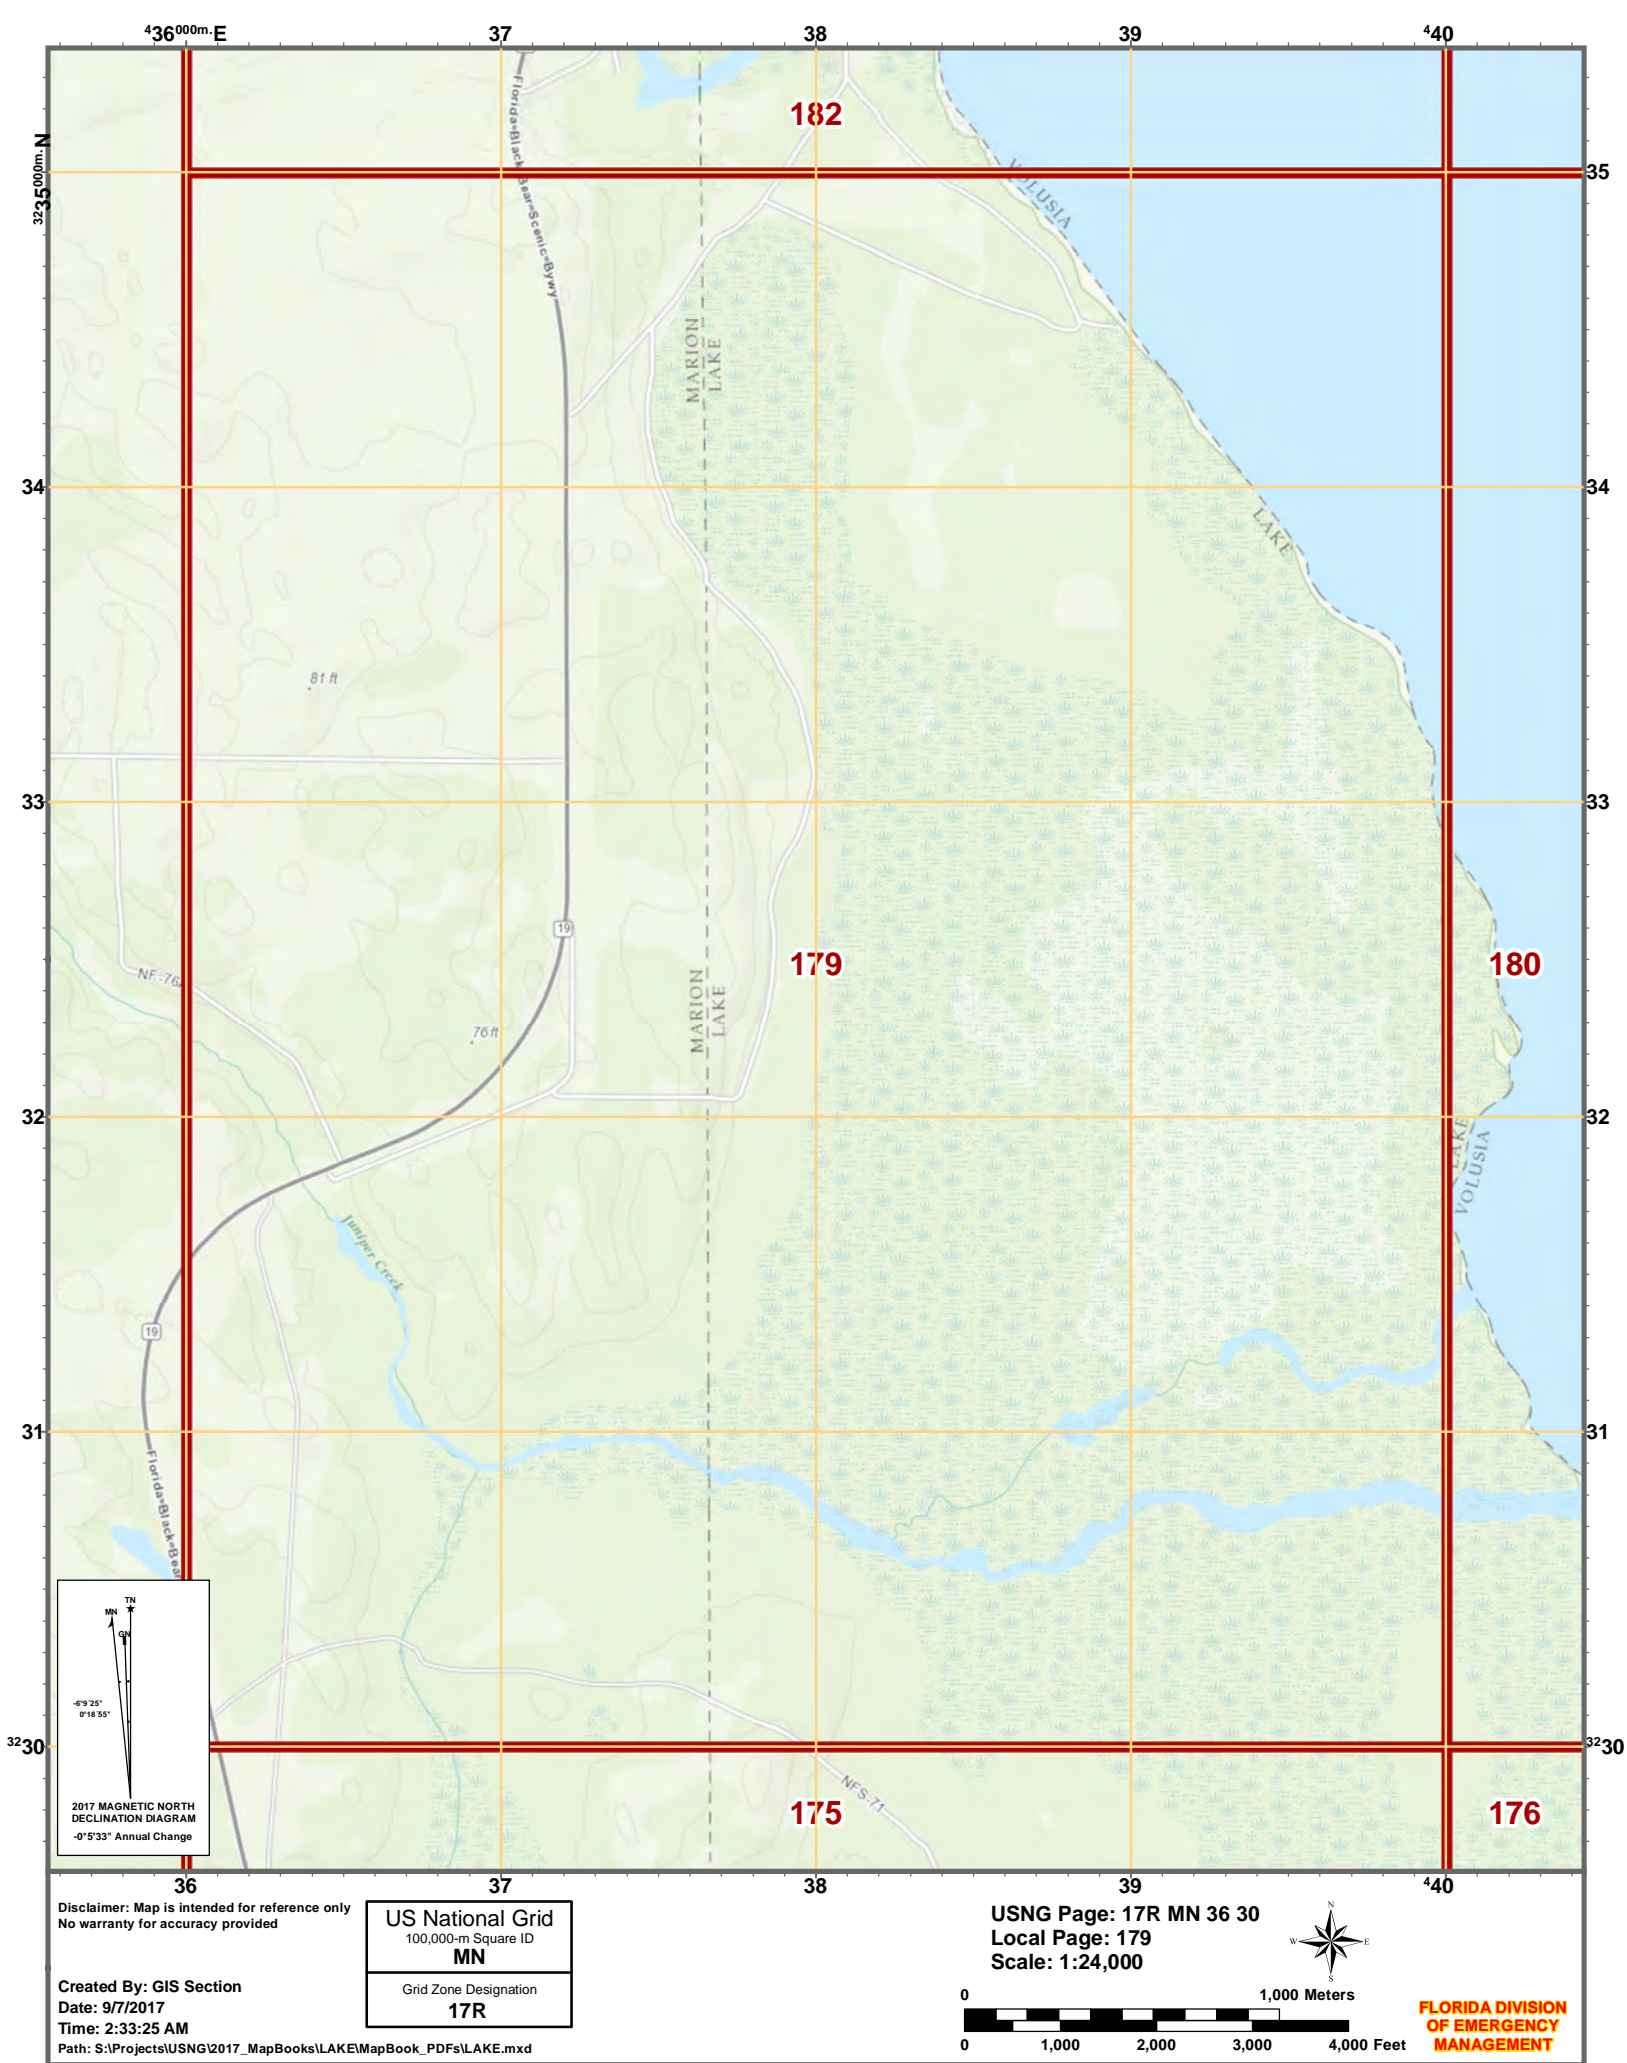 436000m.E 37 38 39 440
182
3235000m.N 35
Florida Black Bear Scenic Bywy
VOLUSIA
MARION
LAKE
34 34
LAKE
81 ft
33 33
19
NF-76A
179 180
MARION
LAKE
76 ft
32 32
LAKE
VOLUSIA
Juniper Creek
19
31 31
Florida Black Bear
TN
MN
GN
-6°9'25"
0°18'55"
3230 3230
2017 MAGNETIC NORTH
DECLINATION DIAGRAM
-0°5'33" Annual Change
NFS-71
175 176
36 37 38 39 440
Disclaimer: Map is intended for reference only
No warranty for accuracy provided
Created By: GIS Section
Date: 9/7/2017
Time: 2:33:25 AM
Path: S:\Projects\USNG\2017_MapBooks\LAKE\MapBook_PDFs\LAKE.mxd
US National Grid
100,000-m Square ID
MN
Grid Zone Designation
17R
USNG Page: 17R MN 36 30
Local Page: 179
Scale: 1:24,000
N
W E
S
0 1,000 Meters
0 1,000 2,000 3,000 4,000 Feet
FLORIDA DIVISION
OF EMERGENCY
MANAGEMENT